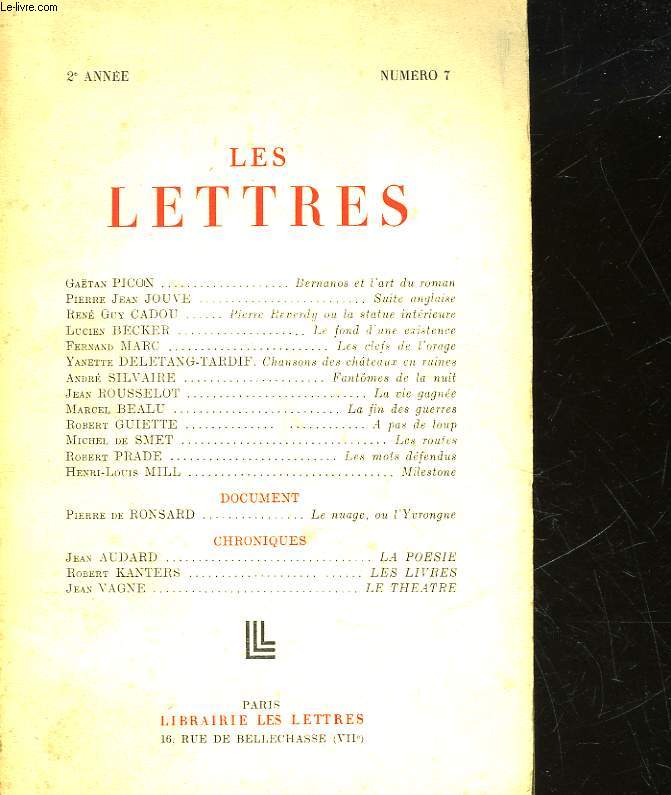 Le-livre.com
2e ANNÉE NUMÉRO 7
LES
LETTRES
GAËTAN PICON .................... Bernanos et l'art du roman
PIERRE JEAN JOUVE .......................... Suite anglaise
RENÉ GUY CADOU ...... Pierre Reverdy ou la statue intérieure
LUCIEN BECKER .................... Le fond d'une existence
FERNAND MARC ......................... Les clefs de l'orage
YANETTE DELETANG-TARDIF. Chansons des châteaux en ruines
ANDRÉ SILVAIRE ...................... Fantômes de la nuit
JEAN ROUSSELOT ............................ La vie gagnée
MARCEL BEALU .......................... La fin des guerres
ROBERT GUIETTE .............. ............ A pas de loup
MICHEL DE SMET ................................ Les routes
ROBERT PRADE .......................... Les mots défendus
HENRI-LOUIS MILL ................................ Milestone
DOCUMENT
PIERRE DE RONSARD ................ Le nuage, ou l'Yvrongne
CHRONIQUES
JEAN AUDARD ................................ LA POESIE
ROBERT KANTERS .................... ...... LES LIVRES
JEAN VAGNE ................................ LE THEATRE
LLL
PARIS
LIBRAIRIE LES LETTRES
16, RUE DE BELLECHASSE (VIIe)